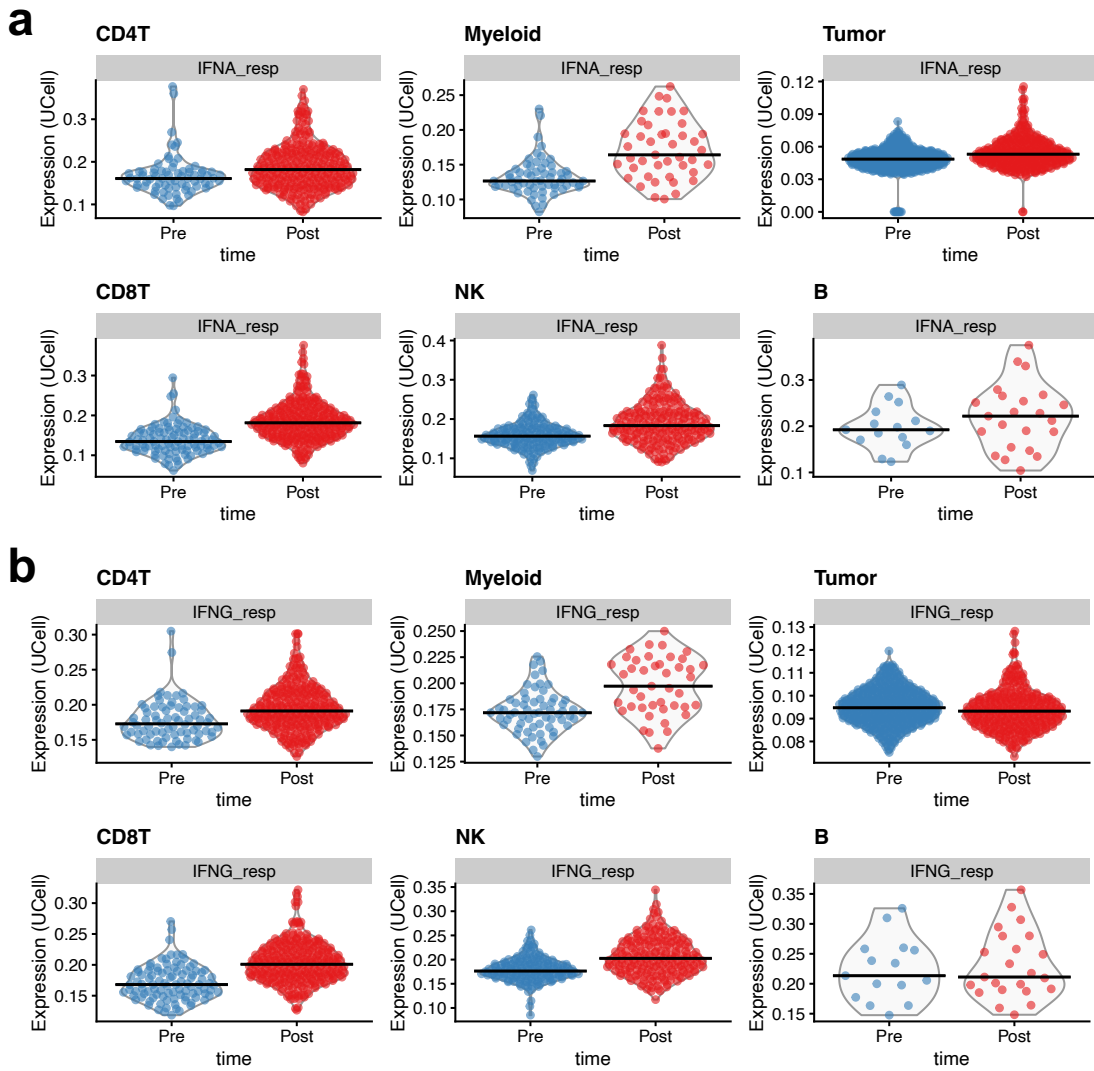 a
CD4T
IFNA_resp
Expression (UCell)
0.3
0.2
0.1
Pre
Post
time
Myeloid
IFNA_resp
Expression (UCell)
0.25
0.20
0.15
0.10
Pre
Post
time
Tumor
IFNA_resp
Expression (UCell)
0.12
0.09
0.06
0.03
0.00
Pre
Post
time
CD8T
IFNA_resp
Expression (UCell)
0.3
0.2
0.1
Pre
Post
time
NK
IFNA_resp
Expression (UCell)
0.4
0.3
0.2
0.1
Pre
Post
time
B
IFNA_resp
Expression (UCell)
0.3
0.2
0.1
Pre
Post
time
b
CD4T
IFNG_resp
Expression (UCell)
0.30
0.25
0.20
0.15
Pre
Post
time
Myeloid
IFNG_resp
Expression (UCell)
0.250
0.225
0.200
0.175
0.150
0.125
Pre
Post
time
Tumor
IFNG_resp
Expression (UCell)
0.13
0.12
0.11
0.10
0.09
0.08
Pre
Post
time
CD8T
IFNG_resp
Expression (UCell)
0.30
0.25
0.20
0.15
Pre
Post
time
NK
IFNG_resp
Expression (UCell)
0.35
0.30
0.25
0.20
0.15
0.10
Pre
Post
time
B
IFNG_resp
Expression (UCell)
0.35
0.30
0.25
0.20
0.15
Pre
Post
time